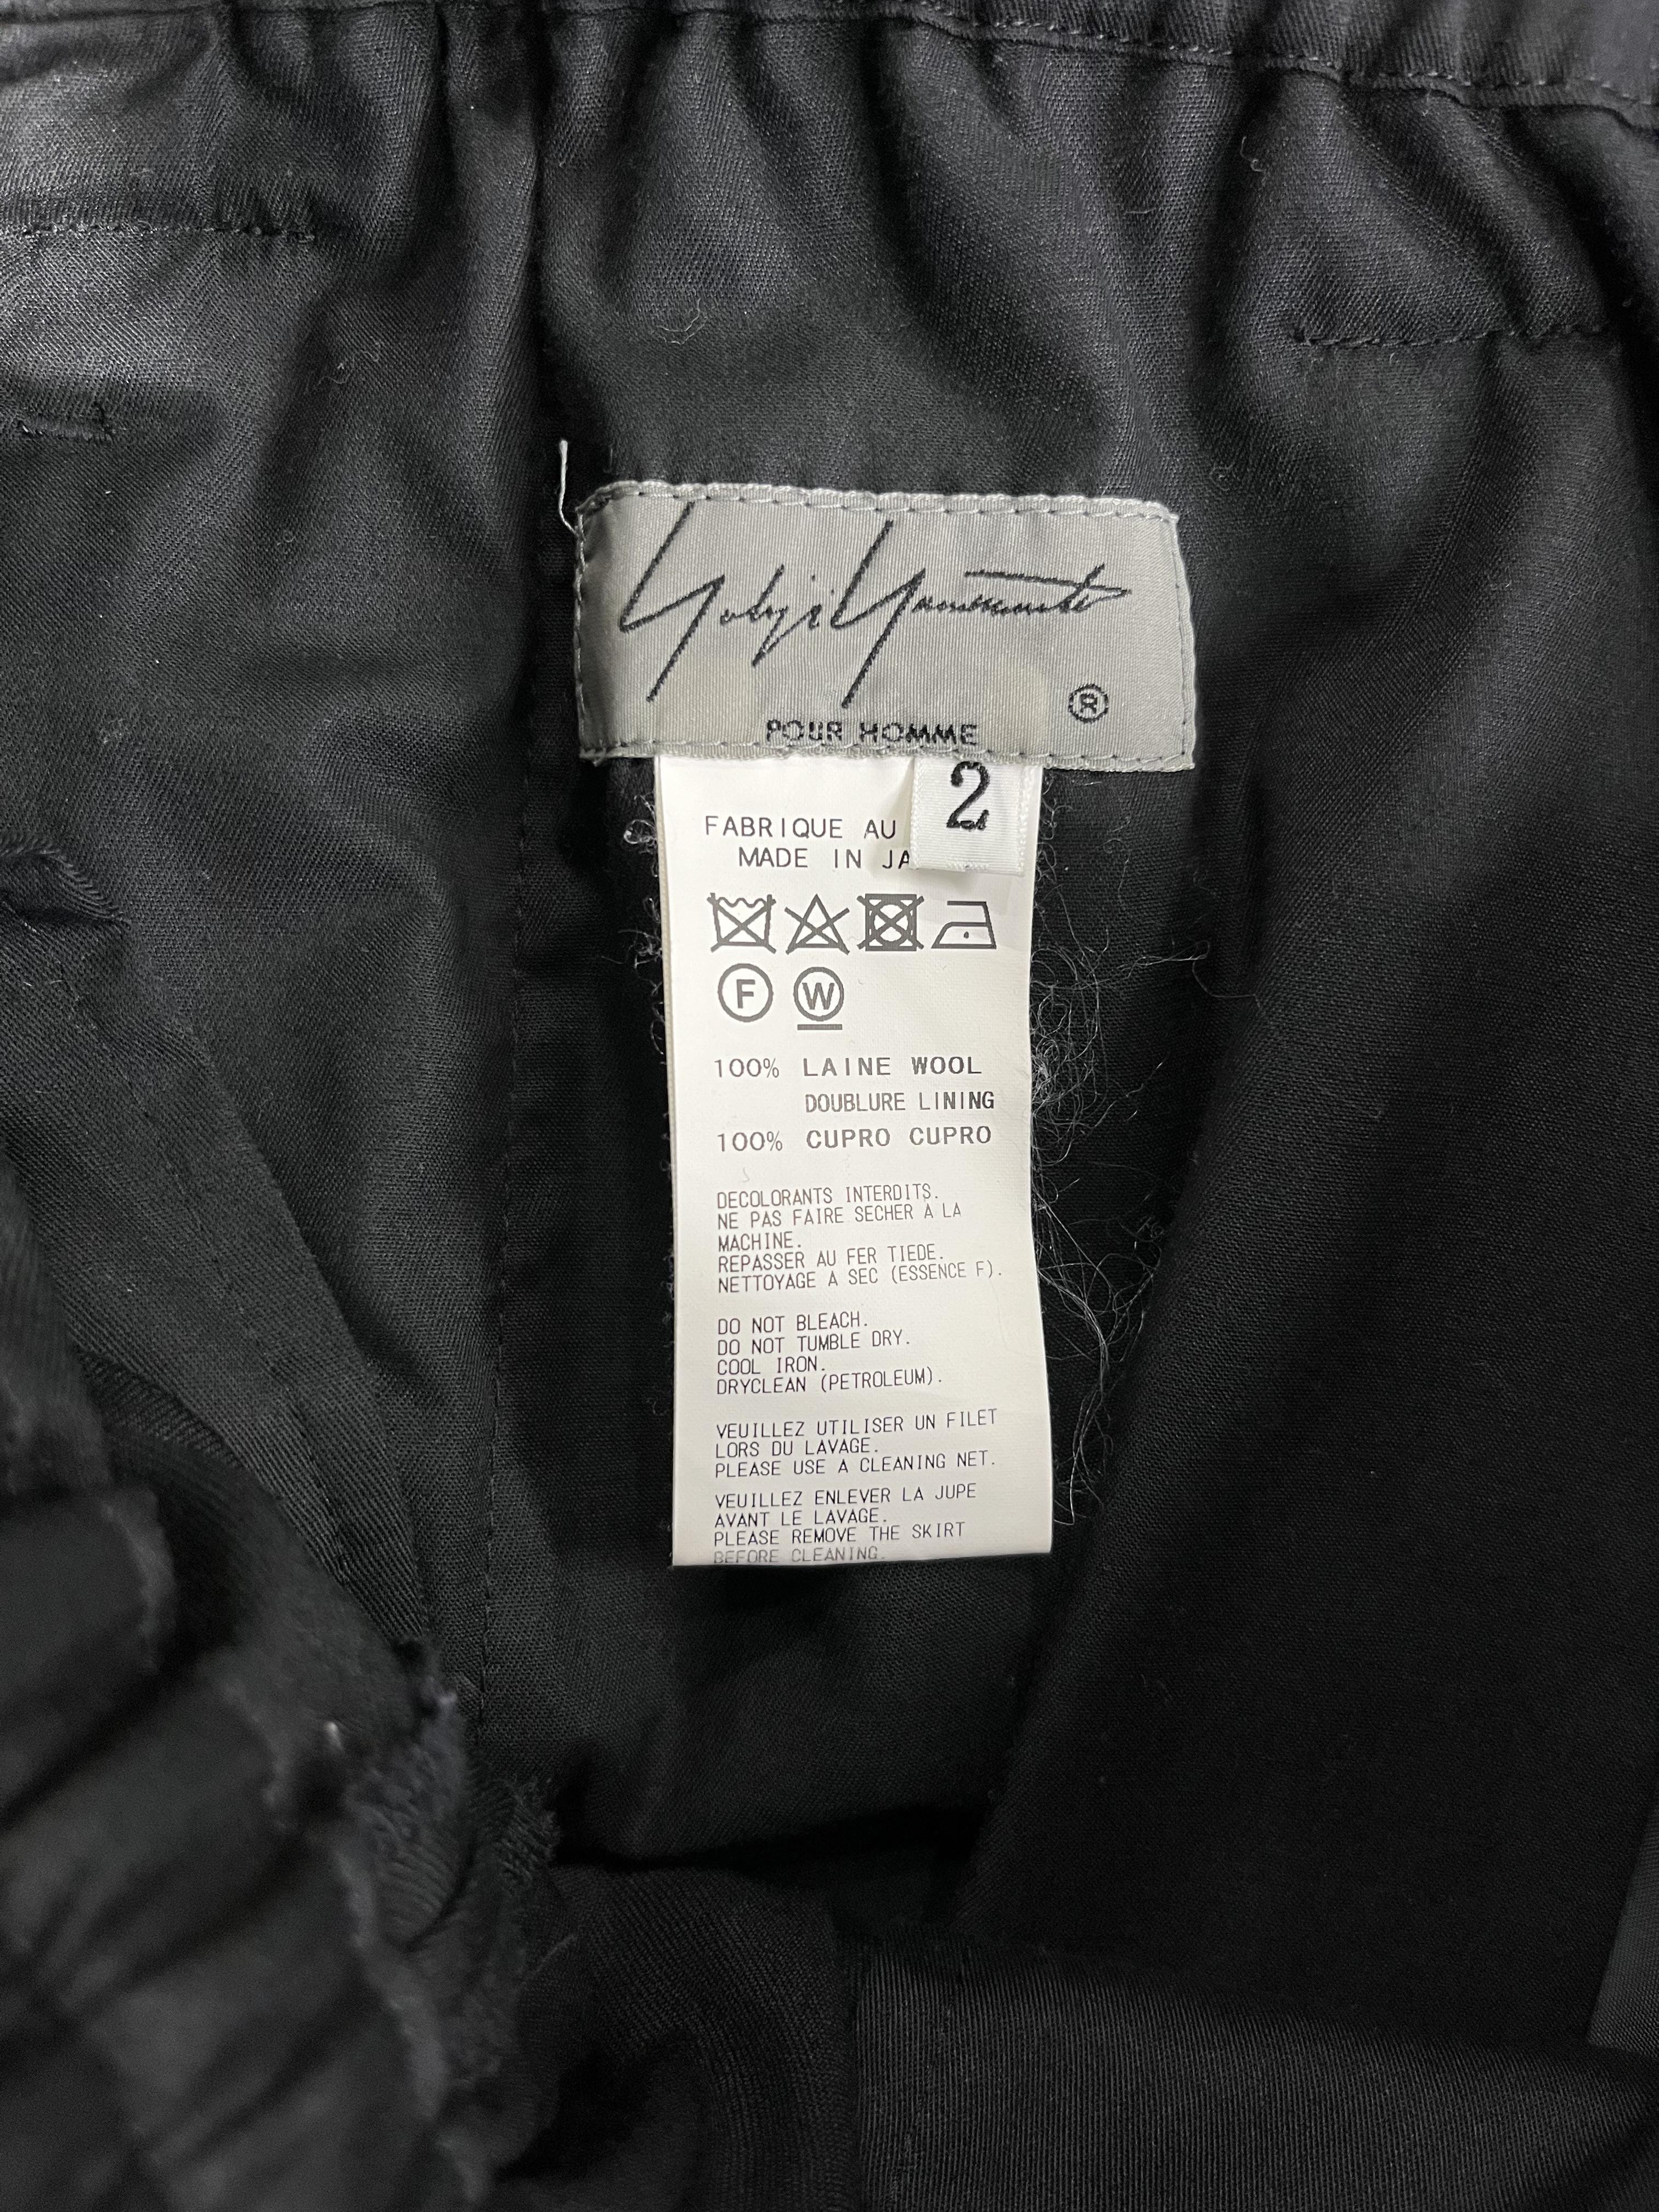 Yohji Yamamoto
®
POUR HOMME
2
FABRIQUE AU
MADE IN JA
F W
100% LAINE WOOL
DOUBLURE LINING
100% CUPRO CUPRO
DECOLORANTS INTERDITS.
NE PAS FAIRE SECHER A LA
MACHINE.
REPASSER AU FER TIEDE.
NETTOYAGE A SEC (ESSENCE F).
DO NOT BLEACH.
DO NOT TUMBLE DRY.
COOL IRON.
DRYCLEAN (PETROLEUM).
VEUILLEZ UTILISER UN FILET
LORS DU LAVAGE.
PLEASE USE A CLEANING NET.
VEUILLEZ ENLEVER LA JUPE
AVANT LE LAVAGE.
PLEASE REMOVE THE SKIRT
BEFORE CLEANING.